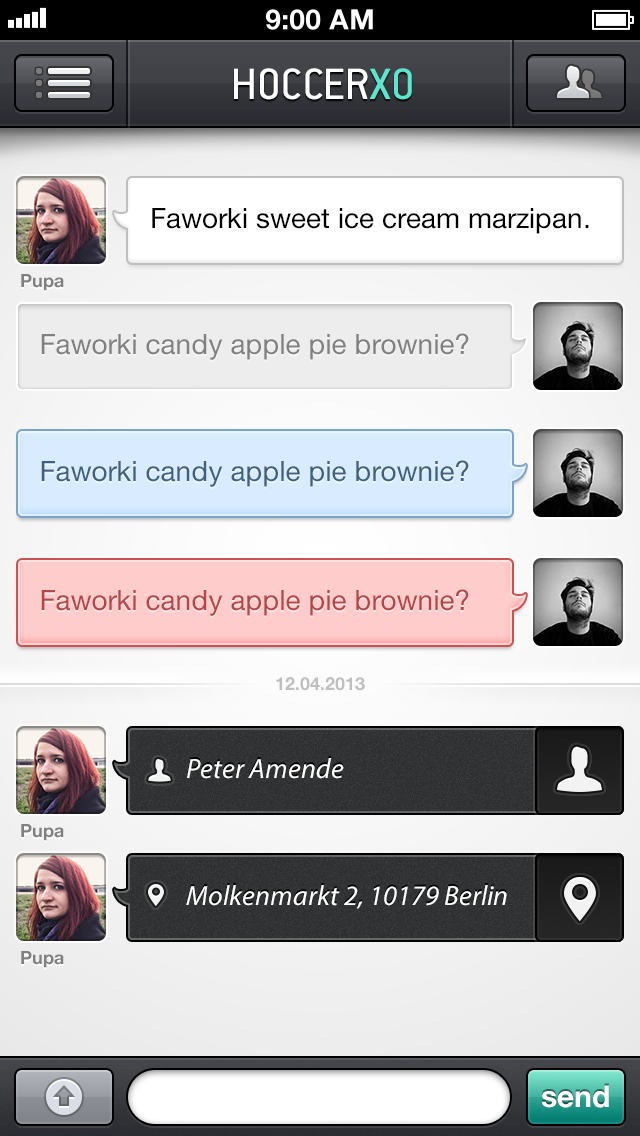 9:00 AM
HOCCERXO
Faworki sweet ice cream marzipan.
Pupa
Faworki candy apple pie brownie?
Faworki candy apple pie brownie?
Faworki candy apple pie brownie?
12.04.2013
Peter Amende
Pupa
Molkenmarkt 2, 10179 Berlin
Pupa
send